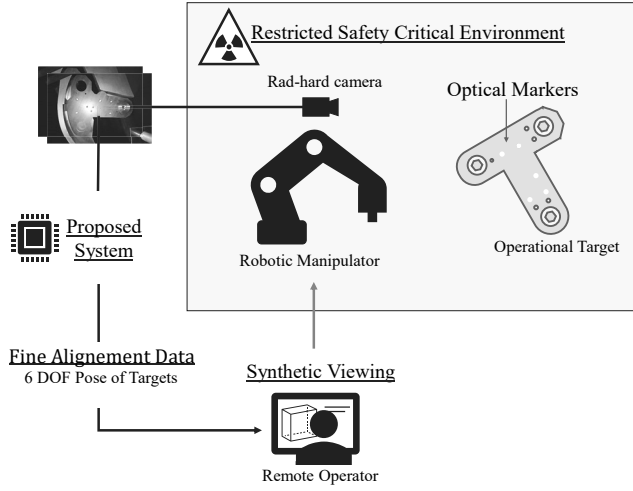 Restricted Safety Critical Environment
Rad-hard camera
Optical Markers
Proposed
System
Robotic Manipulator
Operational Target
Fine Alignement Data
6 DOF Pose of Targets
Synthetic Viewing
Remote Operator